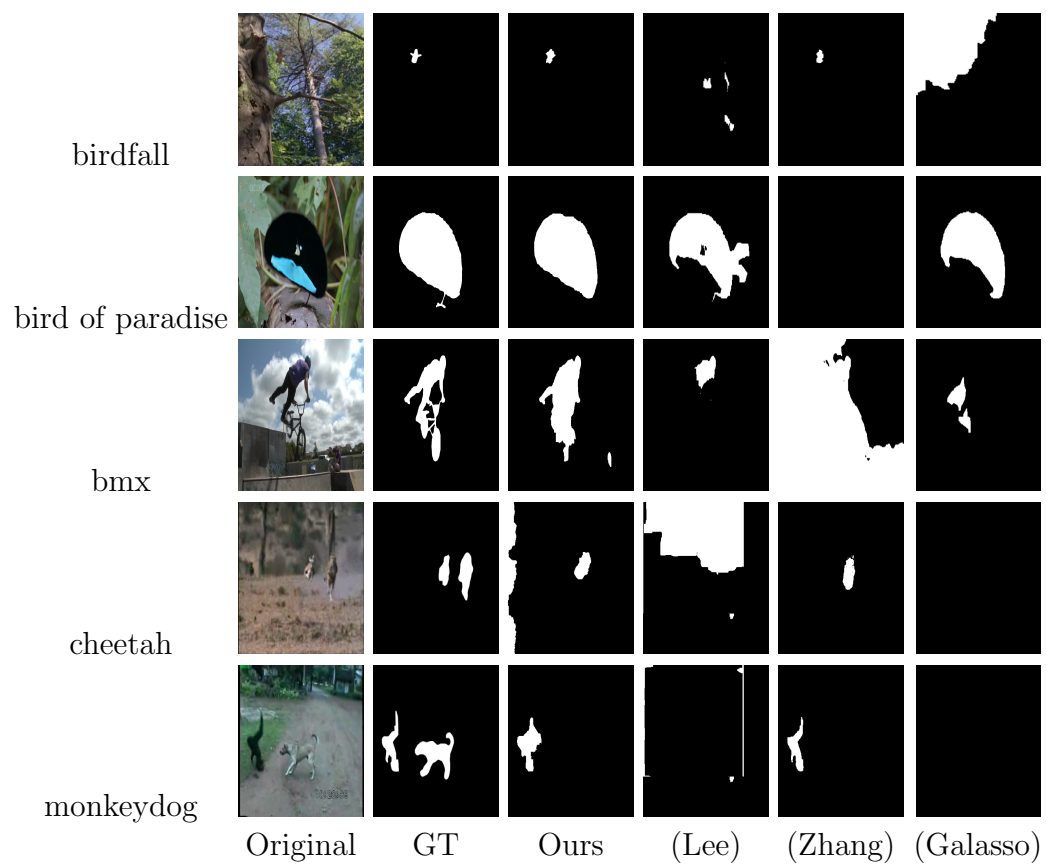 birdfall
bird of paradise
bmx
cheetah
monkeydog
Original GT Ours (Lee) (Zhang) (Galasso)